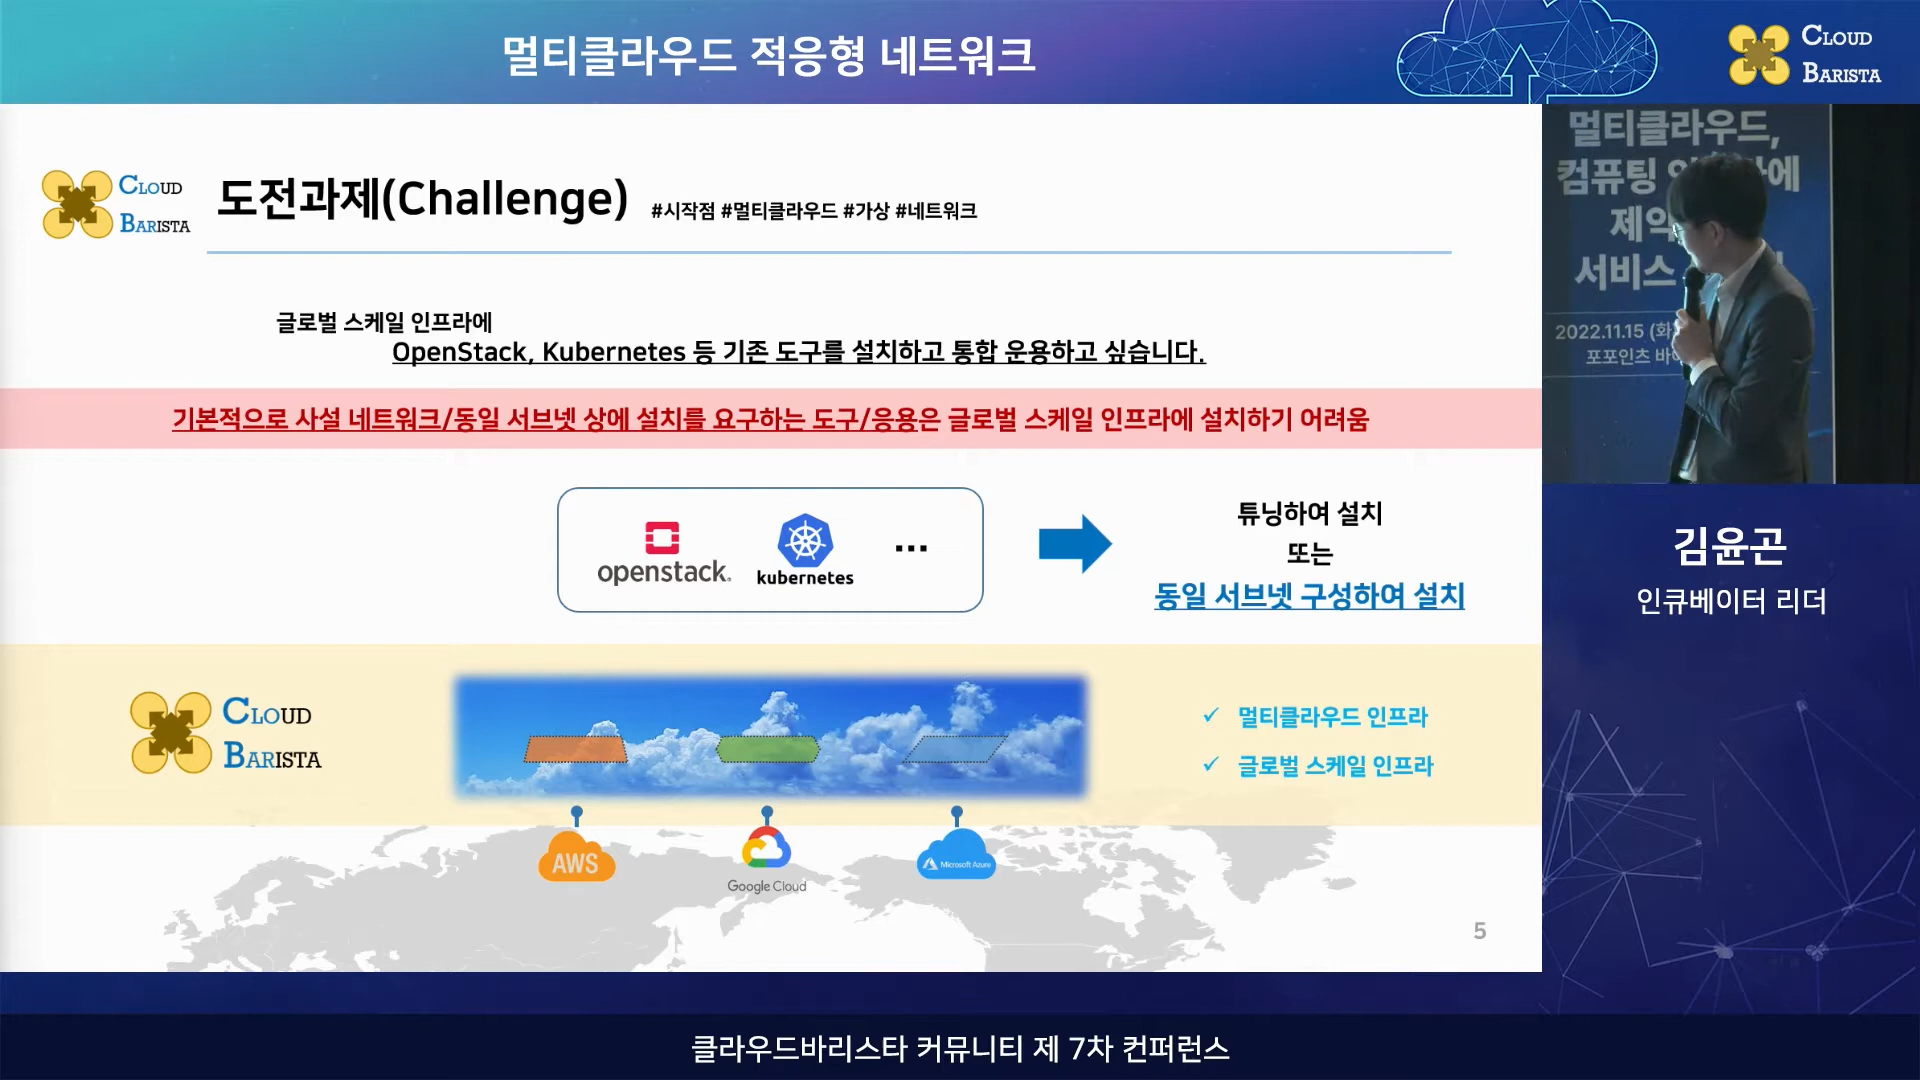 멀티클라우드 적응형 네트워크
CLOUD
BARISTA
CLOUD
BARISTA
도전과제(Challenge) #시작점 #멀티클라우드 #가상 #네트워크
글로벌 스케일 인프라에
OpenStack, Kubernetes 등 기존 도구를 설치하고 통합 운용하고 싶습니다.
기본적으로 사설 네트워크/동일 서브넷 상에 설치를 요구하는 도구/응용은 글로벌 스케일 인프라에 설치하기 어려움
openstack.
kubernetes
...
튜닝하여 설치
또는
동일 서브넷 구성하여 설치
CLOUD
BARISTA
✓ 멀티클라우드 인프라
✓ 글로벌 스케일 인프라
AWS
Google Cloud
Microsoft Azure
5
멀티클라우드,
컴퓨팅
서비스
2022.11.15
포포인츠
김윤곤
인큐베이터 리더
클라우드바리스타 커뮤니티 제 7차 컨퍼런스